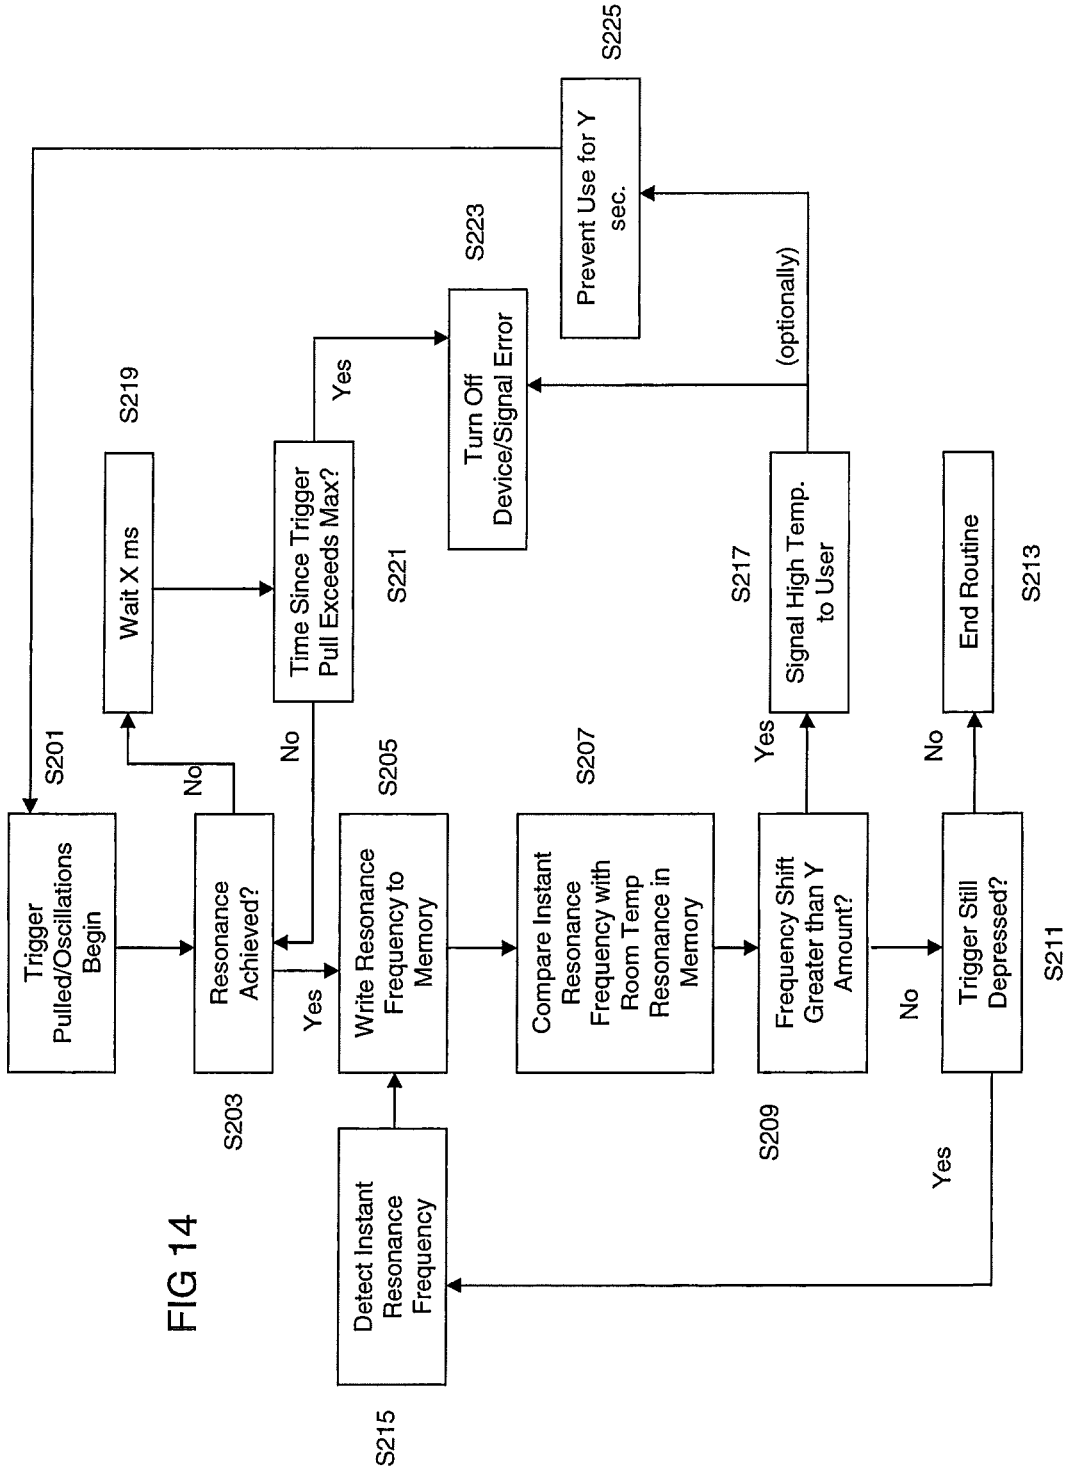 FIG 14
S201
Trigger
Pulled/Oscillations
Begin
S203
Resonance
Achieved?
No
Yes
S219
Wait X ms
Time Since Trigger
Pull Exceeds Max?
S221
No
Yes
S223
Turn Off
Device/Signal Error
S225
Prevent Use for Y
sec.
(optionally)
S215
Detect Instant
Resonance
Frequency
S205
Write Resonance
Frequency to
Memory
S207
Compare Instant
Resonance
Frequency with
Room Temp
Resonance in
Memory
S209
Frequency Shift
Greater than Y
Amount?
Yes
No
S217
Signal High Temp.
to User
S211
Trigger Still
Depressed?
Yes
No
S213
End Routine